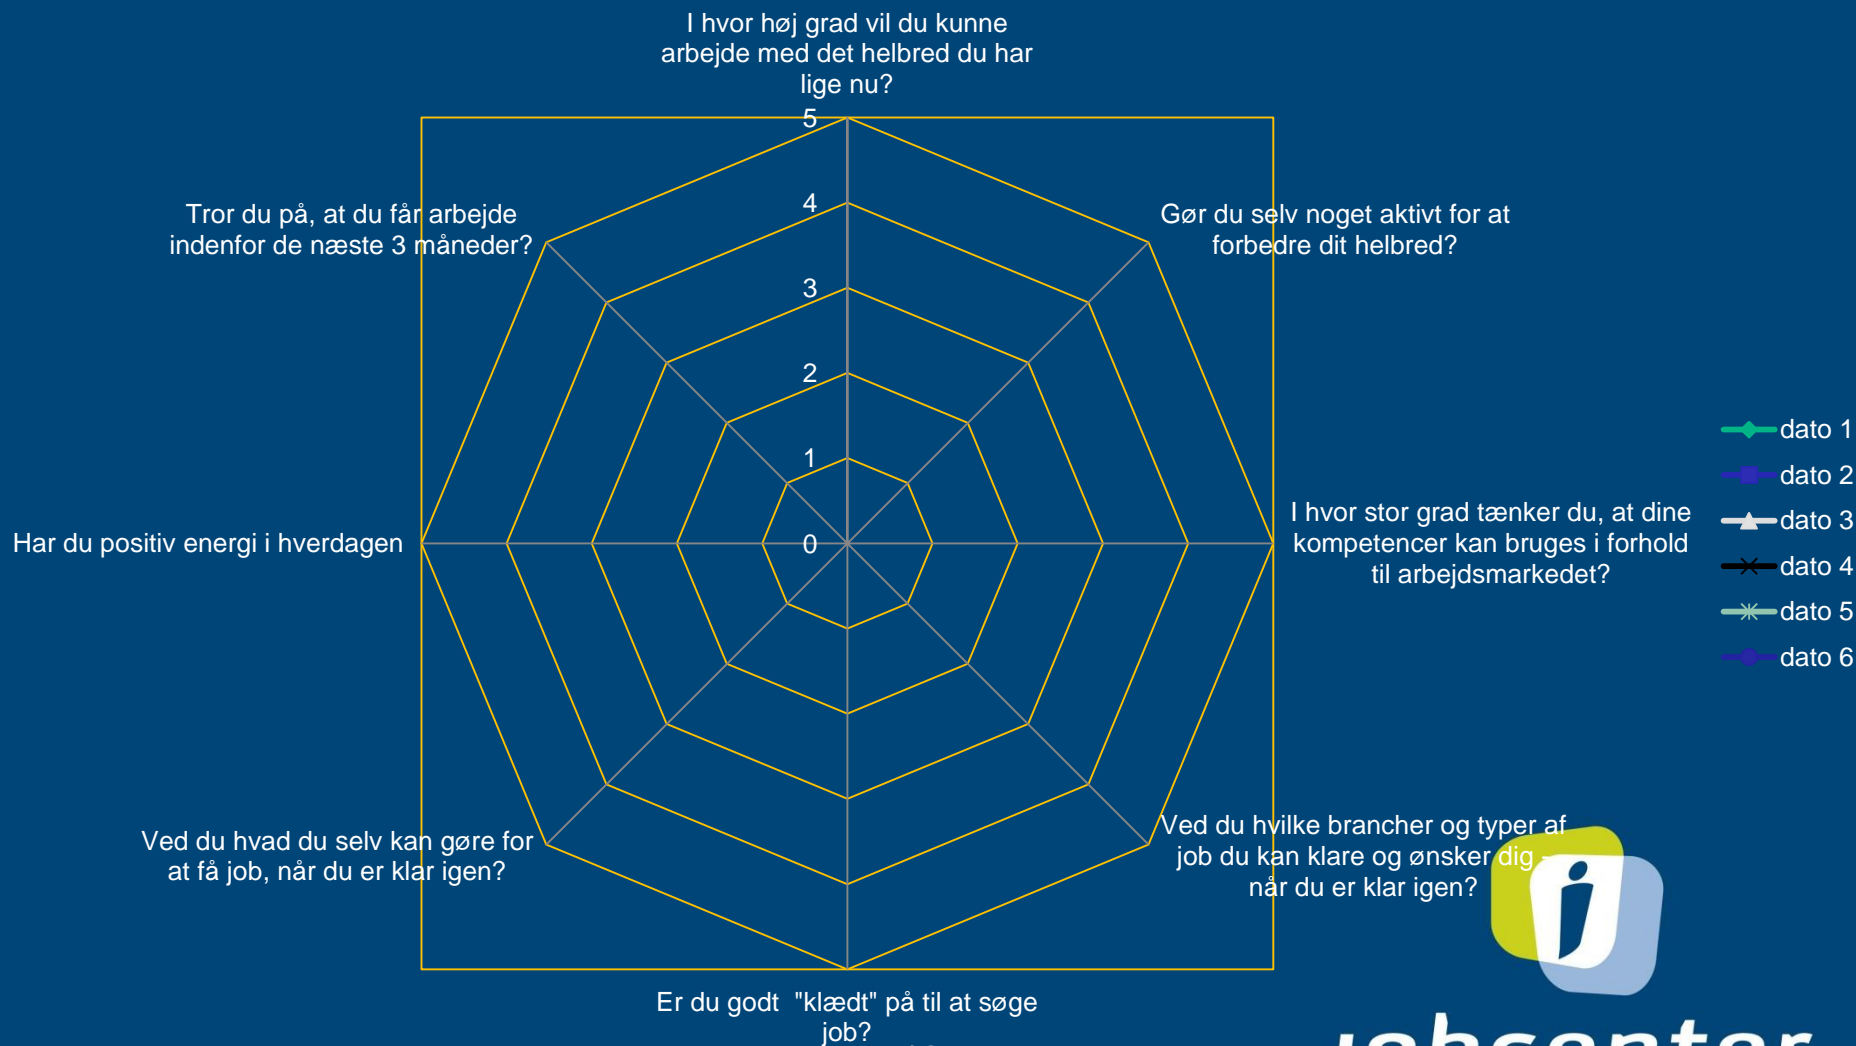 I hvor høj grad vil du kunne
arbejde med det helbred du har
lige nu?
5
4
3
2
1
0
Gør du selv noget aktivt for at
forbedre dit helbred?
I hvor stor grad tænker du, at dine
kompetencer kan bruges i forhold
til arbejdsmarkedet?
Ved du hvilke brancher og typer af
job du kan klare og ønsker dig -
når du er klar igen?
Er du godt  "klædt" på til at søge
job?
Ved du hvad du selv kan gøre for
at få job, når du er klar igen?
Har du positiv energi i hverdagen
Tror du på, at du får arbejde
indenfor de næste 3 måneder?
dato 1
dato 2
dato 3
dato 4
dato 5
dato 6
jobcenter